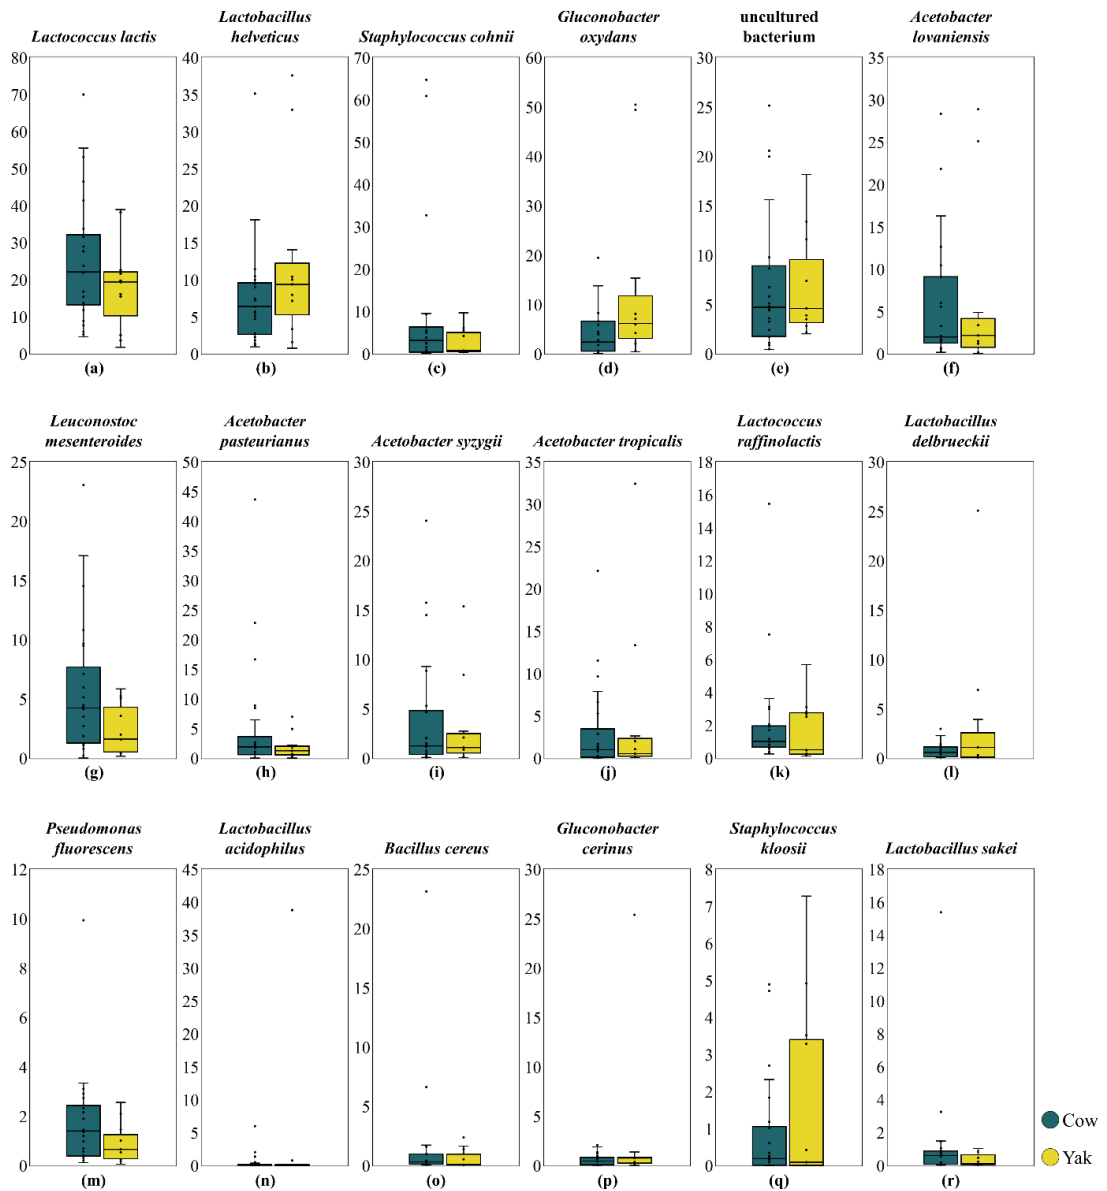 Lactococcus lactis
Lactobacillus
helveticus
Staphylococcus cohnii
Gluconobacter
oxydans
uncultured
bacterium
Acetobacter
lovaniensis
80
70
60
50
40
30
20
10
0
(a)
40
35
30
25
20
15
10
5
0
(b)
70
60
50
40
30
20
10
0
(c)
60
50
40
30
20
10
0
(d)
30
25
20
15
10
5
0
(e)
35
30
25
20
15
10
5
0
(f)
Leuconostoc
mesenteroides
Acetobacter
pasteurianus
Acetobacter syzygii
Acetobacter tropicalis
Lactococcus
raffinolactis
Lactobacillus
delbrueckii
25
20
15
10
5
0
(g)
50
45
40
35
30
25
20
15
10
5
0
(h)
30
25
20
15
10
5
0
(i)
35
30
25
20
15
10
5
0
(j)
18
16
14
12
10
8
6
4
2
0
(k)
30
25
20
15
10
5
0
(l)
Pseudomonas
fluorescens
Lactobacillus
acidophilus
Bacillus cereus
Gluconobacter
cerinus
Staphylococcus
kloosii
Lactobacillus sakei
12
10
8
6
4
2
0
(m)
45
40
35
30
25
20
15
10
5
0
(n)
25
20
15
10
5
0
(o)
30
25
20
15
10
5
0
(p)
8
7
6
5
4
3
2
1
0
(q)
18
16
14
12
10
8
6
4
2
0
(r)
Cow
Yak